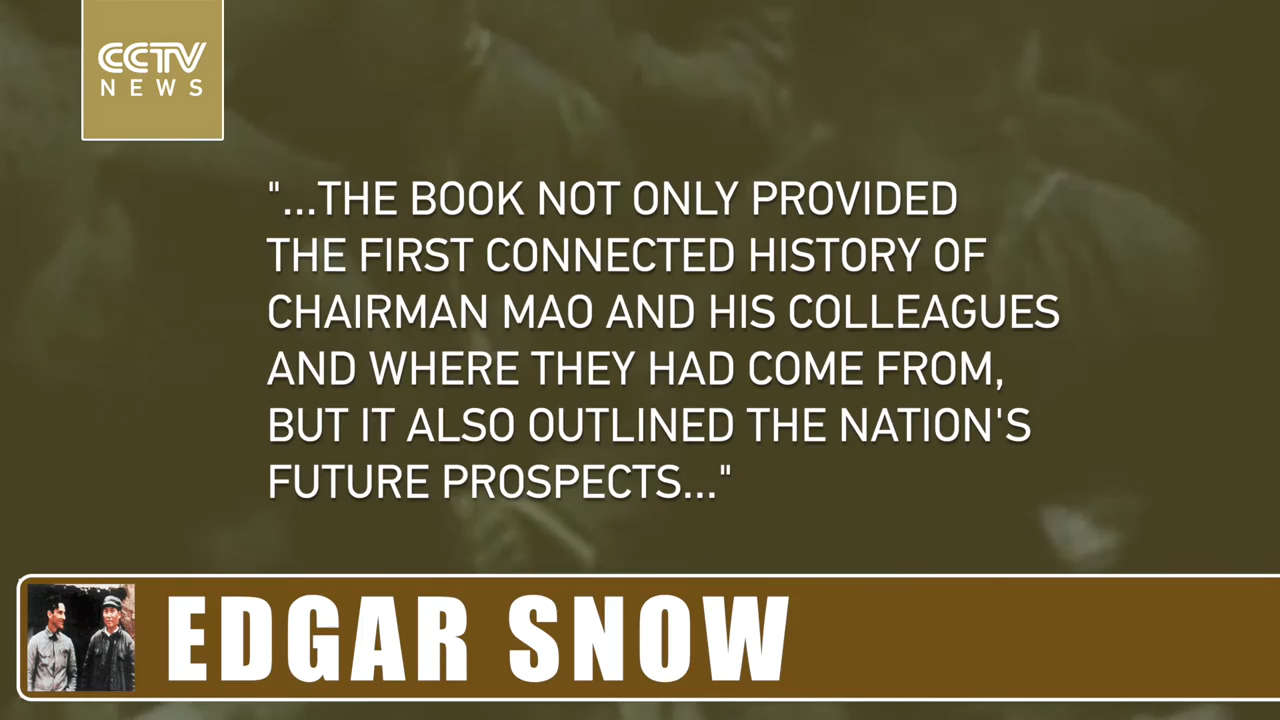 CCTV
NEWS
"...THE BOOK NOT ONLY PROVIDED
THE FIRST CONNECTED HISTORY OF
CHAIRMAN MAO AND HIS COLLEAGUES
AND WHERE THEY HAD COME FROM,
BUT IT ALSO OUTLINED THE NATION'S
FUTURE PROSPECTS..."
EDGAR SNOW